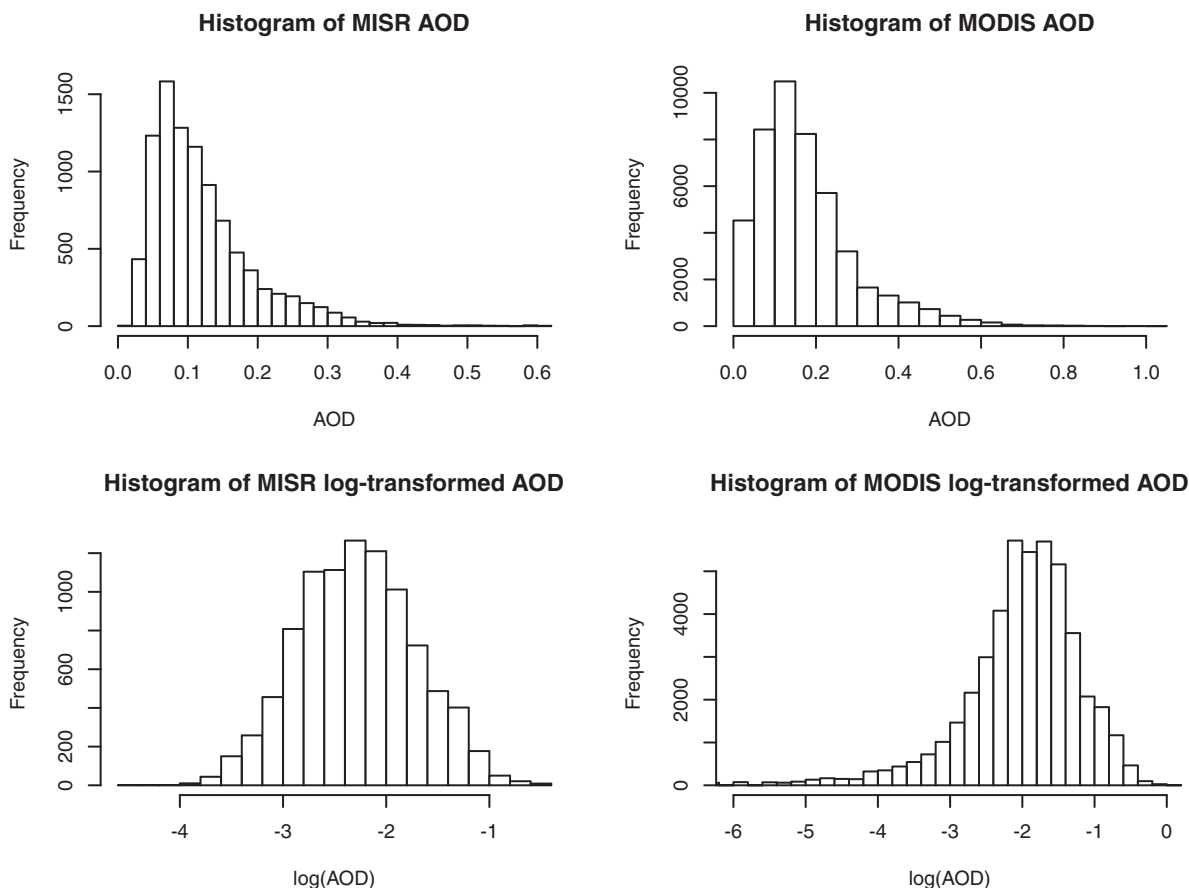 Histogram of MISR AOD
Frequency
1500
1000
500
0
0.0 0.1 0.2 0.3 0.4 0.5 0.6
AOD
Histogram of MODIS AOD
Frequency
10000
6000
2000
0
0.0 0.2 0.4 0.6 0.8 1.0
AOD
Histogram of MISR log-transformed AOD
Frequency
1000
600
200
0
-4 -3 -2 -1
log(AOD)
Histogram of MODIS log-transformed AOD
Frequency
4000
2000
0
-6 -5 -4 -3 -2 -1 0
log(AOD)